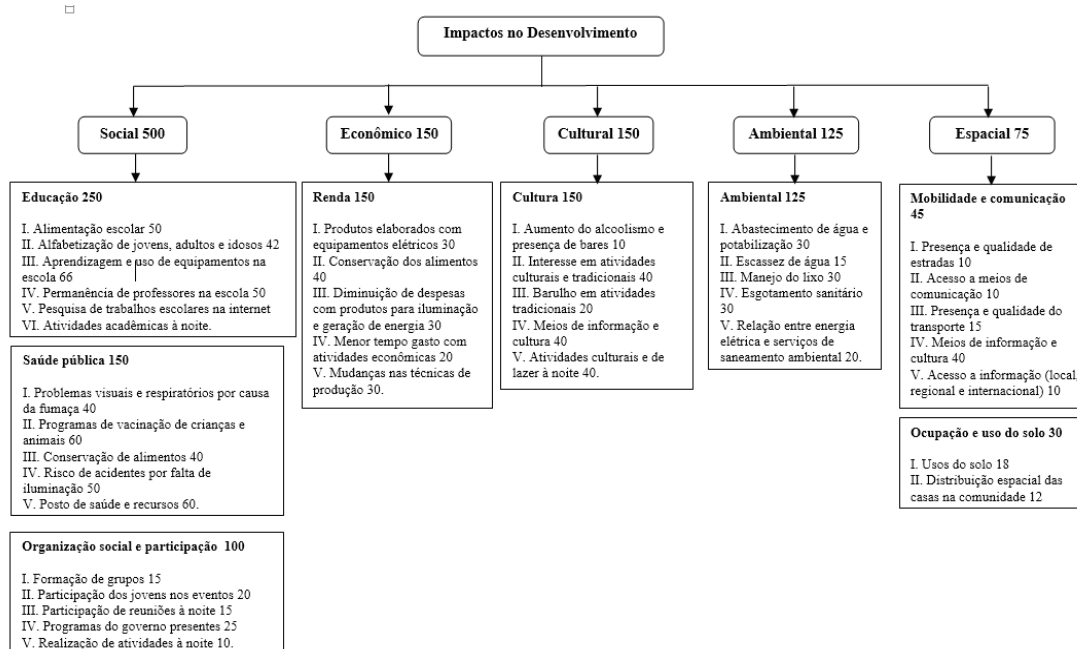 Impactos no Desenvolvimento
Social 500
Econômico 150
Cultural 150
Ambiental 125
Espacial 75
Educação 250
I. Alimentação escolar 50
II. Alfabetização de jovens, adultos e idosos 42
III. Aprendizagem e uso de equipamentos na
escola 66
IV. Permanência de professores na escola 50
V. Pesquisa de trabalhos escolares na internet
VI. Atividades acadêmicas à noite.
Saúde pública 150
I. Problemas visuais e respiratórios por causa
da fumaça 40
II. Programas de vacinação de crianças e
animais 60
III. Conservação de alimentos 40
IV. Risco de acidentes por falta de
iluminação 50
V. Posto de saúde e recursos 60.
Organização social e participação 100
I. Formação de grupos 15
II. Participação dos jovens nos eventos 20
III. Participação de reuniões à noite 15
IV. Programas do governo presentes 25
V. Realização de atividades à noite 10.
Renda 150
I. Produtos elaborados com
equipamentos elétricos 30
II. Conservação dos alimentos
40
III. Diminuição de despesas
com produtos para iluminação
e geração de energia 30
IV. Menor tempo gasto com
atividades econômicas 20
V. Mudanças nas técnicas de
produção 30.
Cultura 150
I. Aumento do alcoolismo e
presença de bares 10
II. Interesse em atividades
culturais e tradicionais 40
III. Barulho em atividades
tradicionais 20
IV. Meios de informação e
cultura 40
V. Atividades culturais e de
lazer à noite 40.
Ambiental 125
I. Abastecimento de água e
potabilização 30
II. Escassez de água 15
III. Manejo do lixo 30
IV. Esgotamento sanitário
30
V. Relação entre energia
elétrica e serviços de
saneamento ambiental 20.
Mobilidade e comunicação
45
I. Presença e qualidade de
estradas 10
II. Acesso a meios de
comunicação 10
III. Presença e qualidade do
transporte 15
IV. Meios de informação e
cultura 40
V. Acesso a informação (local,
regional e internacional) 10
Ocupação e uso do solo 30
I. Usos do solo 18
II. Distribuição espacial das
casas na comunidade 12